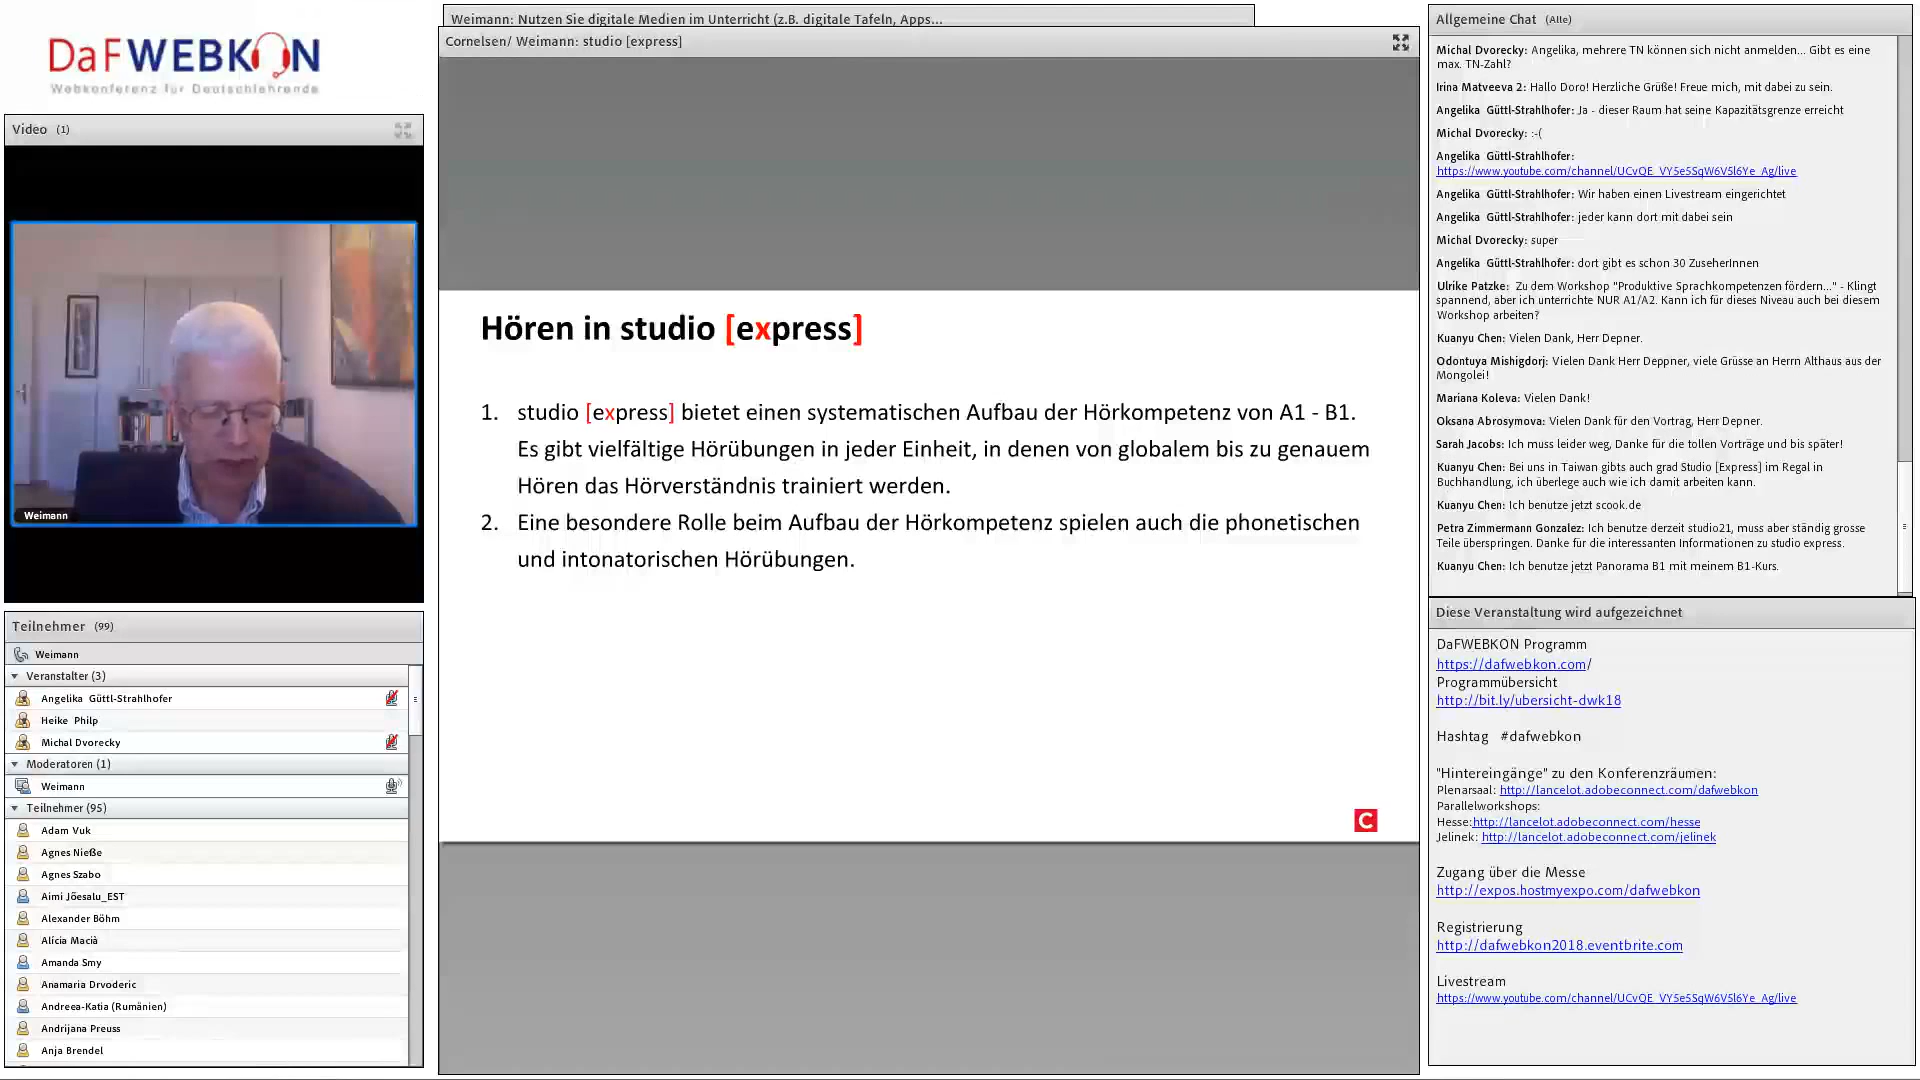 DaFWEBKON
Webkonferenz für Deutschlehrende
Video (1)
Weimann
Teilnehmer (99)
Weimann
Veranstalter (3)
Angelika Güttl-Strahlhofer
Heike Philp
Michal Dvorecky
Moderatoren (1)
Weimann
Teilnehmer (95)
Adam Vuk
Agnes Nieße
Agnes Szabo
Aimi Jõesalu_EST
Alexander Böhm
Alícia Macià
Amanda Smy
Anamaria Drvoderic
Andreea-Katia (Rumänien)
Andrijana Preuss
Anja Brendel
Weimann: Nutzen Sie digitale Medien im Unterricht (z.B. digitale Tafeln, Apps...
Cornelsen/ Weimann: studio [express]
Hören in studio [express]
1. studio [express] bietet einen systematischen Aufbau der Hörkompetenz von A1 - B1.
Es gibt vielfältige Hörübungen in jeder Einheit, in denen von globalem bis zu genauem
Hören das Hörverständnis trainiert werden.
2. Eine besondere Rolle beim Aufbau der Hörkompetenz spielen auch die phonetischen
und intonatorischen Hörübungen.
C
Allgemeine Chat (Alle)
Michal Dvorecky: Angelika, mehrere TN können sich nicht anmelden... Gibt es eine
max. TN-Zahl?
Irina Matveeva 2: Hallo Doro! Herzliche Grüße! Freue mich, mit dabei zu sein.
Angelika Güttl-Strahlhofer: Ja - dieser Raum hat seine Kapazitätsgrenze erreicht
Michal Dvorecky: :-(
Angelika Güttl-Strahlhofer:
https://www.youtube.com/channel/UCvQE_VY5e5SqW6V5l6Ye_Ag/live
Angelika Güttl-Strahlhofer: Wir haben einen Livestream eingerichtet
Angelika Güttl-Strahlhofer: jeder kann dort mit dabei sein
Michal Dvorecky: super
Angelika Güttl-Strahlhofer: dort gibt es schon 30 ZuseherInnen
Ulrike Patzke: Zu dem Workshop "Produktive Sprachkompetenzen fördern..." - Klingt
spannend, aber ich unterrichte NUR A1/A2. Kann ich für dieses Niveau auch bei diesem
Workshop arbeiten?
Kuanyu Chen: Vielen Dank, Herr Depner.
Odontuya Mishigdorj: Vielen Dank Herr Deppner, viele Grüsse an Herrn Althaus aus der
Mongolei!
Mariana Koleva: Vielen Dank!
Oksana Abrosymova: Vielen Dank für den Vortrag, Herr Depner.
Sarah Jacobs: Ich muss leider weg, Danke für die tollen Vorträge und bis später!
Kuanyu Chen: Bei uns in Taiwan gibts auch grad Studio [Express] im Regal in
Buchhandlung, ich überlege auch wie ich damit arbeiten kann.
Kuanyu Chen: Ich benutze jetzt scook.de
Petra Zimmermann Gonzalez: Ich benutze derzeit studio21, muss aber ständig grosse
Teile überspringen. Danke für die interessanten Informationen zu studio express.
Kuanyu Chen: Ich benutze jetzt Panorama B1 mit meinem B1-Kurs.
Diese Veranstaltung wird aufgezeichnet
DaFWEBKON Programm
https://dafwebkon.com/
Programmübersicht
http://bit.ly/ubersicht-dwk18
Hashtag #dafwebkon
"Hintereingänge" zu den Konferenzräumen:
Plenarsaal: http://lancelot.adobeconnect.com/dafwebkon
Parallelworkshops:
Hesse:http://lancelot.adobeconnect.com/hesse
Jelinek: http://lancelot.adobeconnect.com/jelinek
Zugang über die Messe
http://expos.hostmyexpo.com/dafwebkon
Registrierung
http://dafwebkon2018.eventbrite.com
Livestream
https://www.youtube.com/channel/UCvQE_VY5e5SqW6V5l6Ye_Ag/live